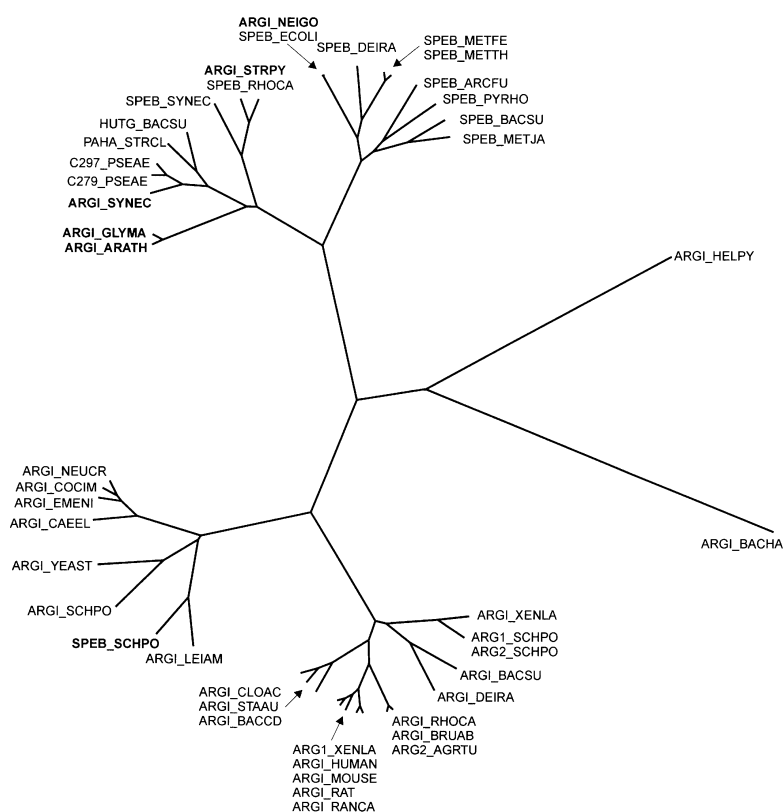 ARGI_NEIGO
SPEB_ECOLI
SPEB_DEIRA
SPEB_METFE
SPEB_METTH
ARGI_STRPY
SPEB_RHOCA
SPEB_ARCFU
SPEB_PYRHO
SPEB_SYNEC
SPEB_BACSU
HUTG_BACSU
SPEB_METJA
PAHA_STRCL
C297_PSEAE
C279_PSEAE
ARGI_SYNEC
ARGI_GLYMA
ARGI_ARATH
ARGI_HELPY
ARGI_NEUCR
ARGI_COCIM
ARGI_EMENI
ARGI_CAEEL
ARGI_BACHA
ARGI_YEAST
ARGI_SCHPO
SPEB_SCHPO
ARGI_LEIAM
ARGI_XENLA
ARG1_SCHPO
ARG2_SCHPO
ARGI_BACSU
ARGI_DEIRA
ARGI_CLOAC
ARGI_STAAU
ARGI_BACCD
ARGI_RHOCA
ARGI_BRUAB
ARG2_AGRTU
ARG1_XENLA
ARGI_HUMAN
ARGI_MOUSE
ARGI_RAT
ARGI_RANCA